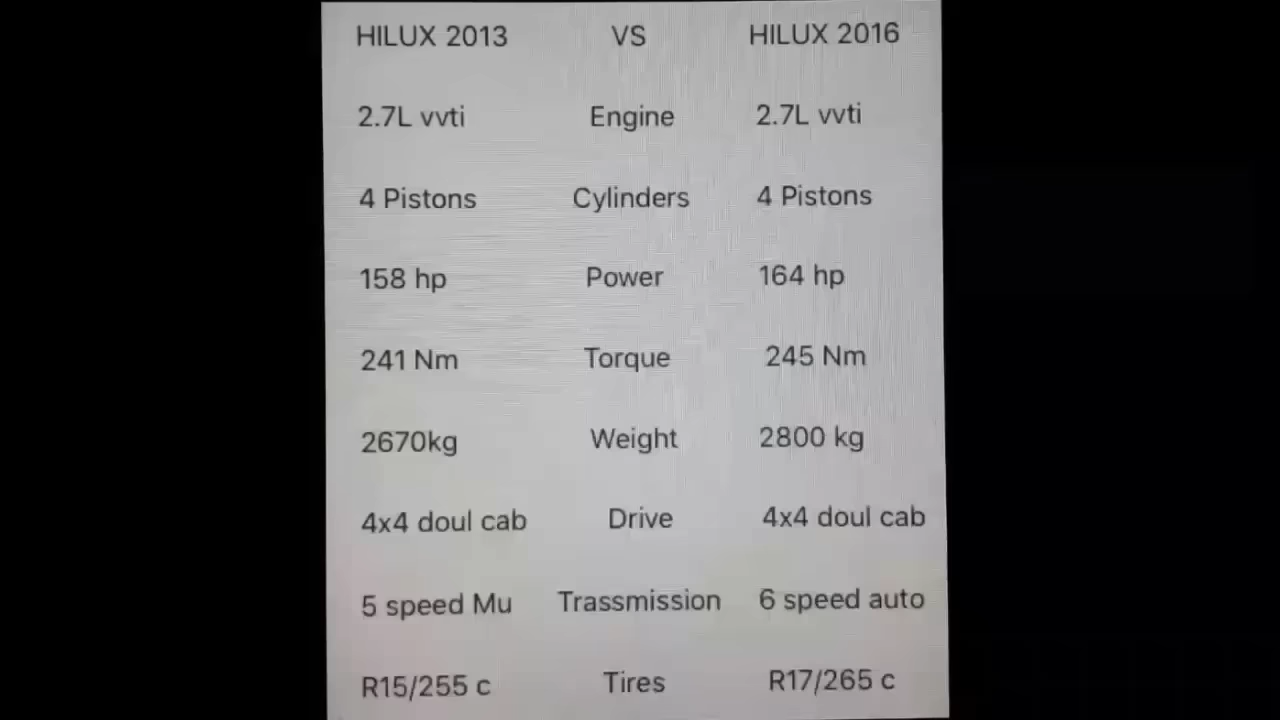 HILUX 2013 VS HILUX 2016
2.7L vvti Engine 2.7L vvti
4 Pistons Cylinders 4 Pistons
158 hp Power 164 hp
241 Nm Torque 245 Nm
2670kg Weight 2800 kg
4x4 doul cab Drive 4x4 doul cab
5 speed Mu Trassmission 6 speed auto
R15/255 c Tires R17/265 c